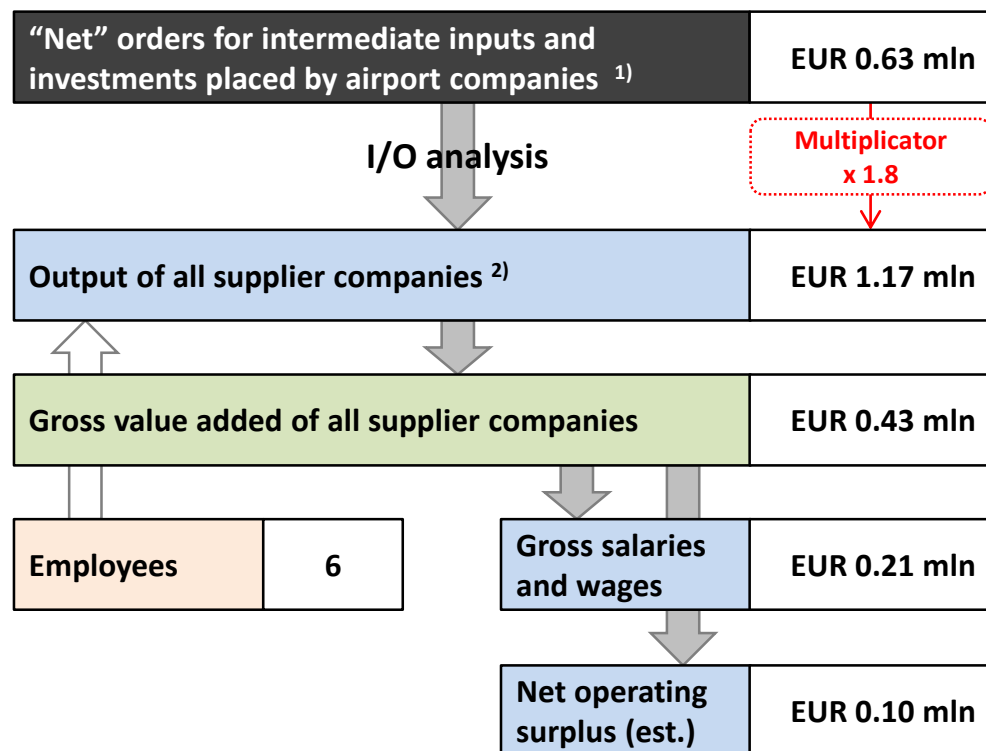 “Net” orders for intermediate inputs and
investments placed by airport companies 1)
EUR 0.63 mln
I/O analysis
Multiplicator
x 1.8
Output of all supplier companies 2)
EUR 1.17 mln
Gross value added of all supplier companies
EUR 0.43 mln
Employees
6
Gross salaries
and wages
EUR 0.21 mln
Net operating
surplus (est.)
EUR 0.10 mln